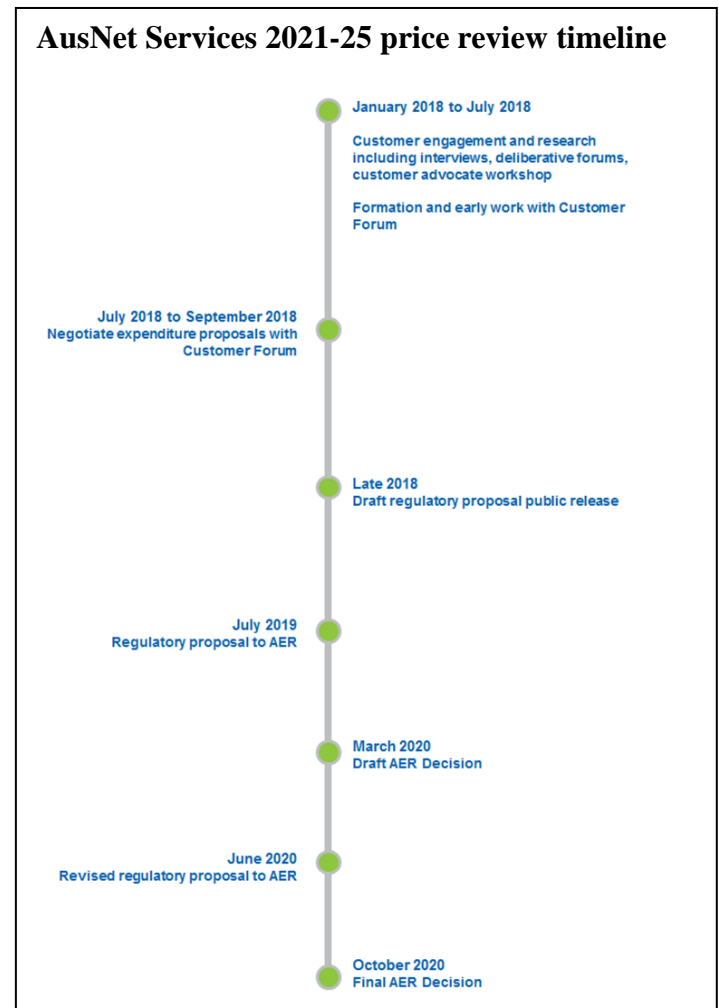 AusNet Services 2021-25 price review timeline
January 2018 to July 2018
Customer engagement and research
including interviews, deliberative forums,
customer advocate workshop
Formation and early work with Customer
Forum
July 2018 to September 2018
Negotiate expenditure proposals with
Customer Forum
Late 2018
Draft regulatory proposal public release
July 2019
Regulatory proposal to AER
March 2020
Draft AER Decision
June 2020
Revised regulatory proposal to AER
October 2020
Final AER Decision